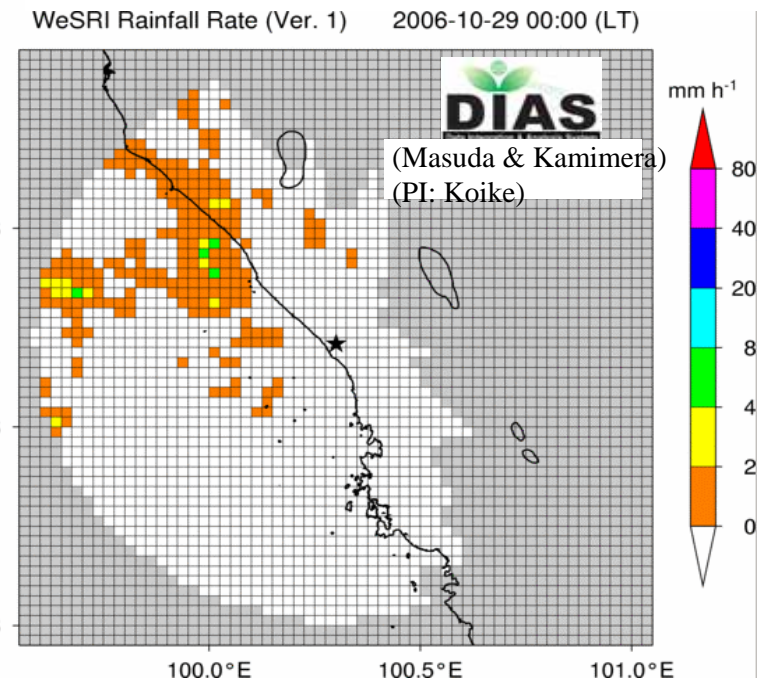 WeSRI Rainfall Rate (Ver. 1) 2006-10-29 00:00 (LT)
DIAS
mm h-1
(Masuda & Kamimera)
(PI: Koike)
80
40
20
8
4
2
0
100.0°E 100.5°E 101.0°E